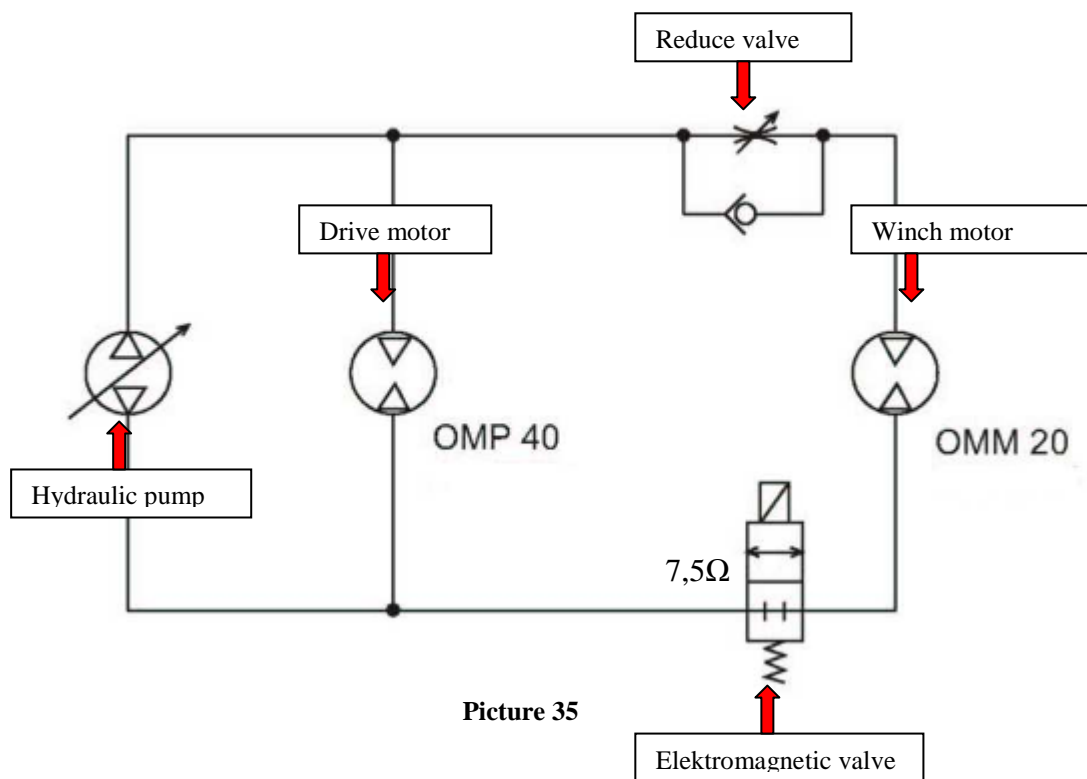 Reduce valve
Drive motor
Winch motor
OMP 40
OMM 20
Hydraulic pump
7,5Ω
Picture 35
Elektromagnetic valve